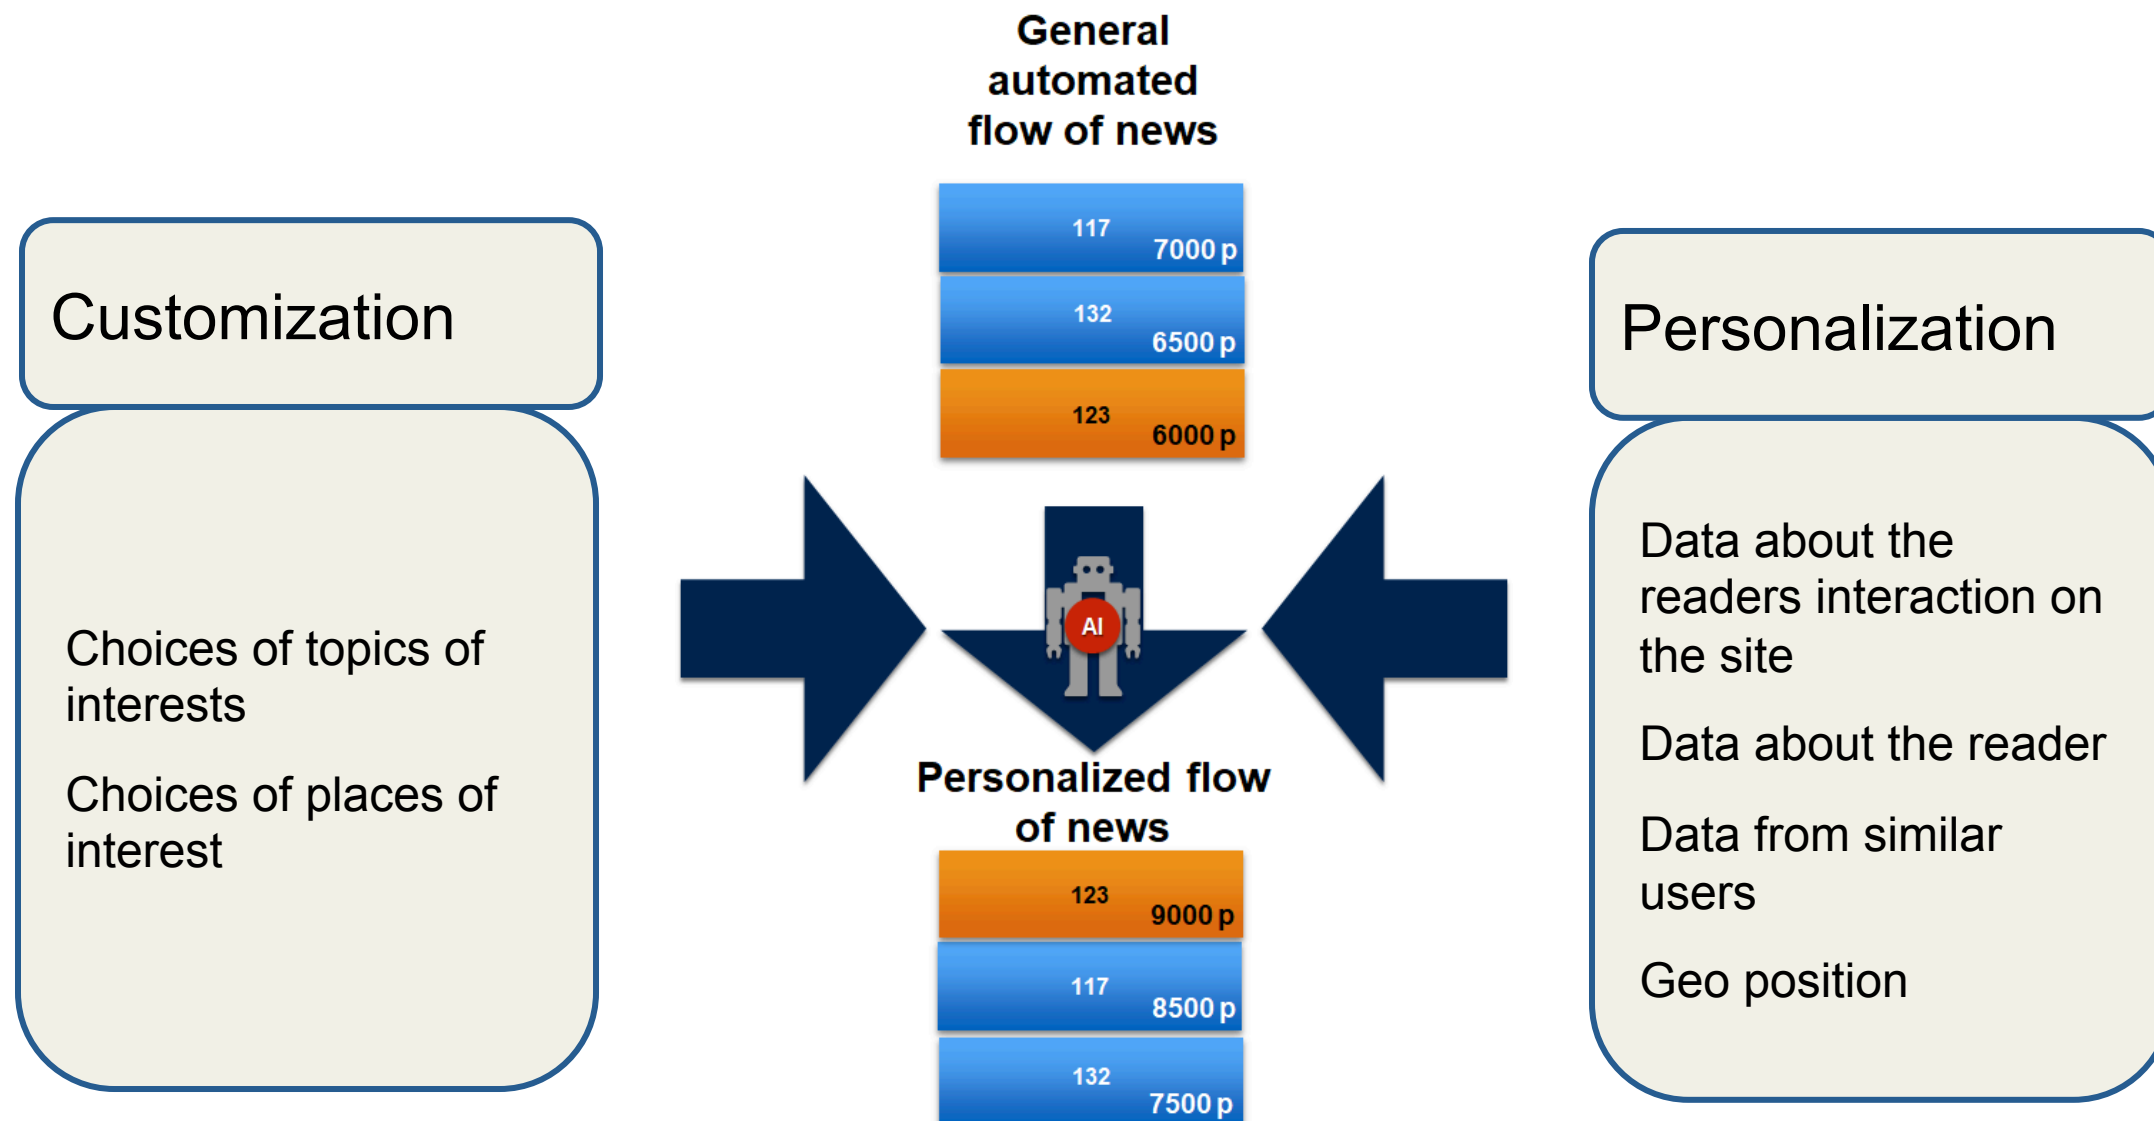 General
automated
flow of news
117
7000 p
132
6500 p
123
6000 p
Customization
Choices of topics of
interests
Choices of places of
interest
AI
Personalized flow
of news
123
9000 p
117
8500 p
132
7500 p
Personalization
Data about the
readers interaction on
the site
Data about the reader
Data from similar
users
Geo position